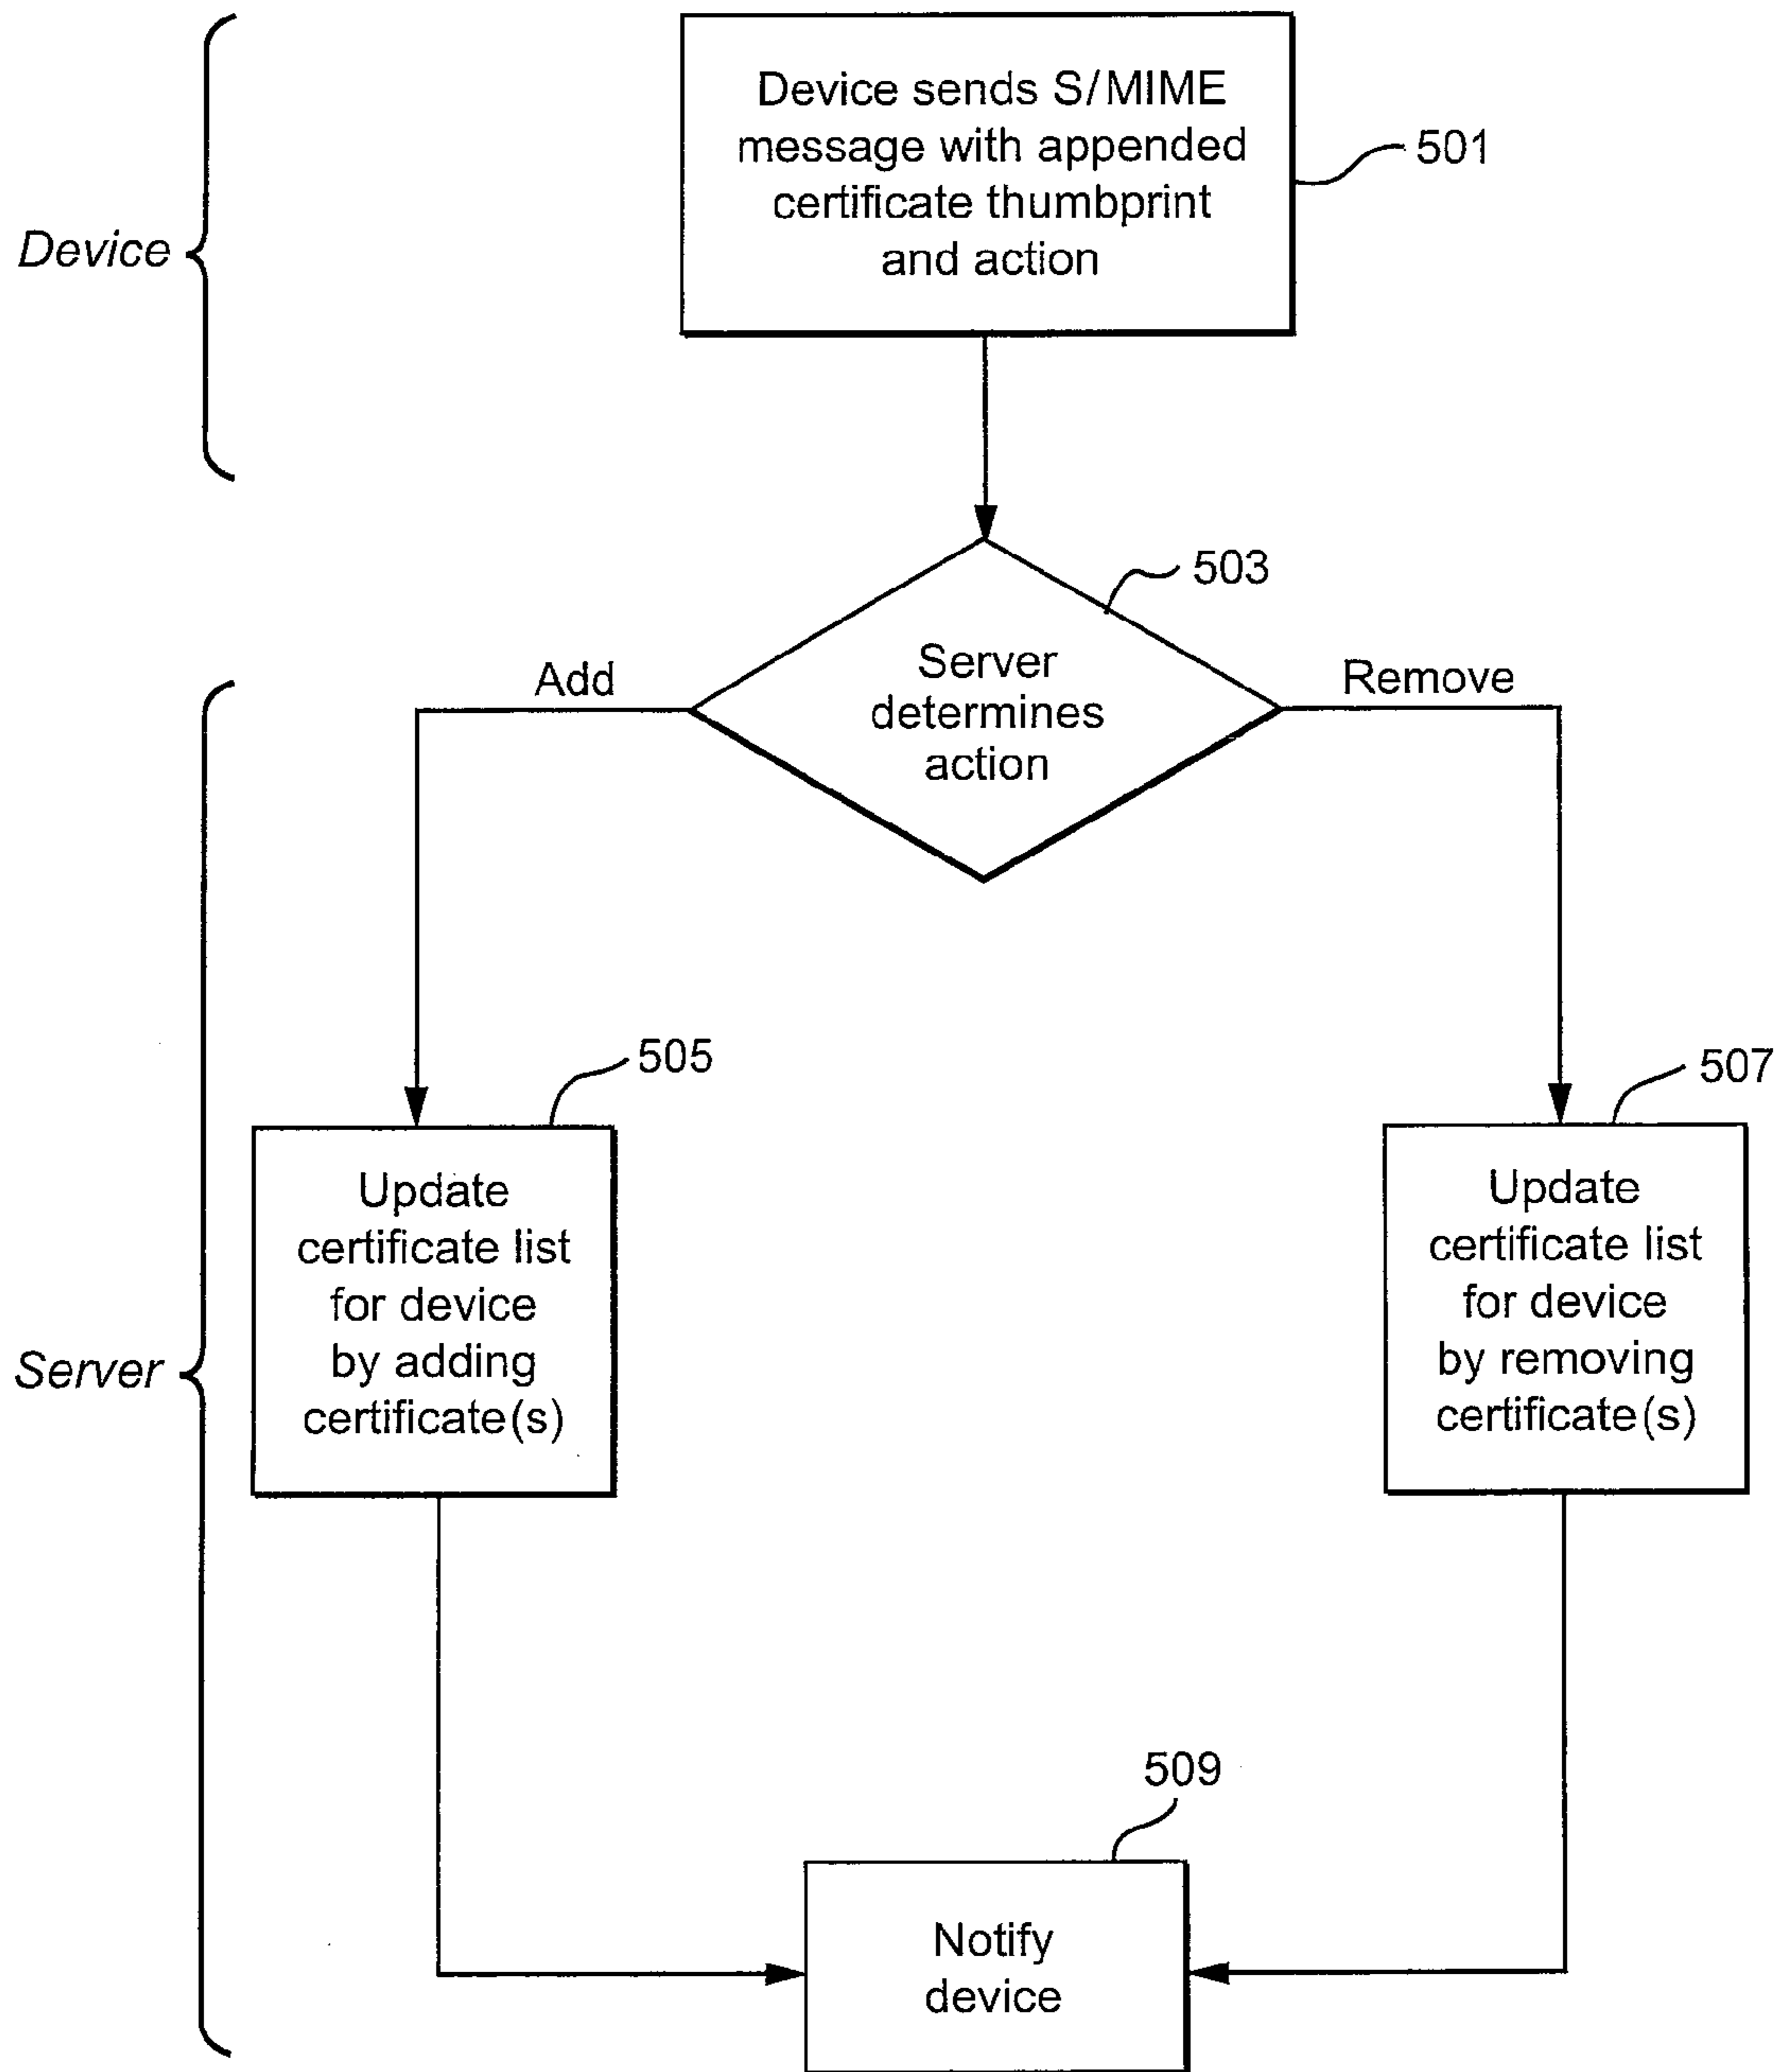 Device sends S/MIME
message with appended
certificate thumbprint
and action
501
Device
503
Server
determines
action
Add
Remove
505
507
Update
certificate list
for device
by adding
certificate(s)
Update
certificate list
for device
by removing
certificate(s)
Server
509
Notify
device